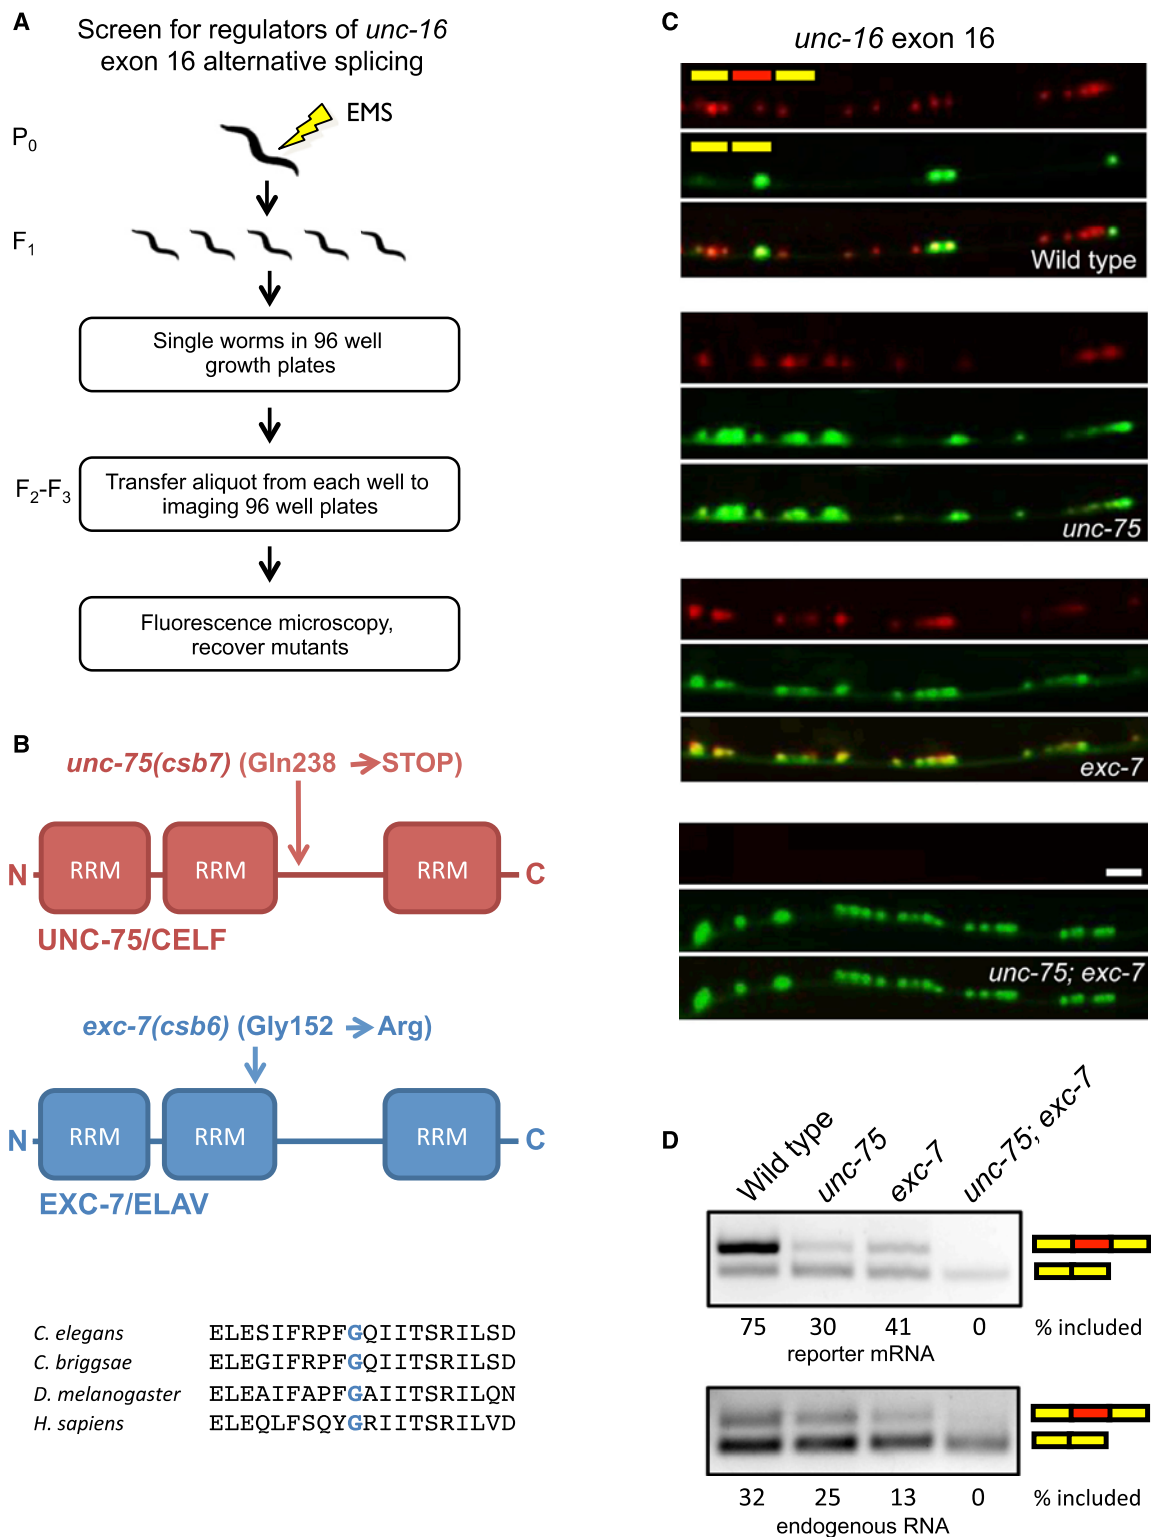 A
Screen for regulators of unc-16
exon 16 alternative splicing
EMS
P0
F1
Single worms in 96 well
growth plates
F2-F3
Transfer aliquot from each well to
imaging 96 well plates
Fluorescence microscopy,
recover mutants
B
unc-75(csb7) (Gln238 → STOP)
N
RRM
RRM
RRM
C
UNC-75/CELF
exc-7(csb6) (Gly152 → Arg)
N
RRM
RRM
RRM
C
EXC-7/ELAV
C. elegans ELESIFRPFGQIITSRILSD
C. briggsae ELEGIFRPFGQIITSRILSD
D. melanogaster ELEAIFAPFGAIITSRILQN
H. sapiens ELEQLFSQYGRIITSRILVD
C
unc-16 exon 16
Wild type
unc-75
exc-7
unc-75; exc-7
D
Wild type
unc-75
exc-7
unc-75; exc-7
75 30 41 0 % included
reporter mRNA
32 25 13 0 % included
endogenous RNA